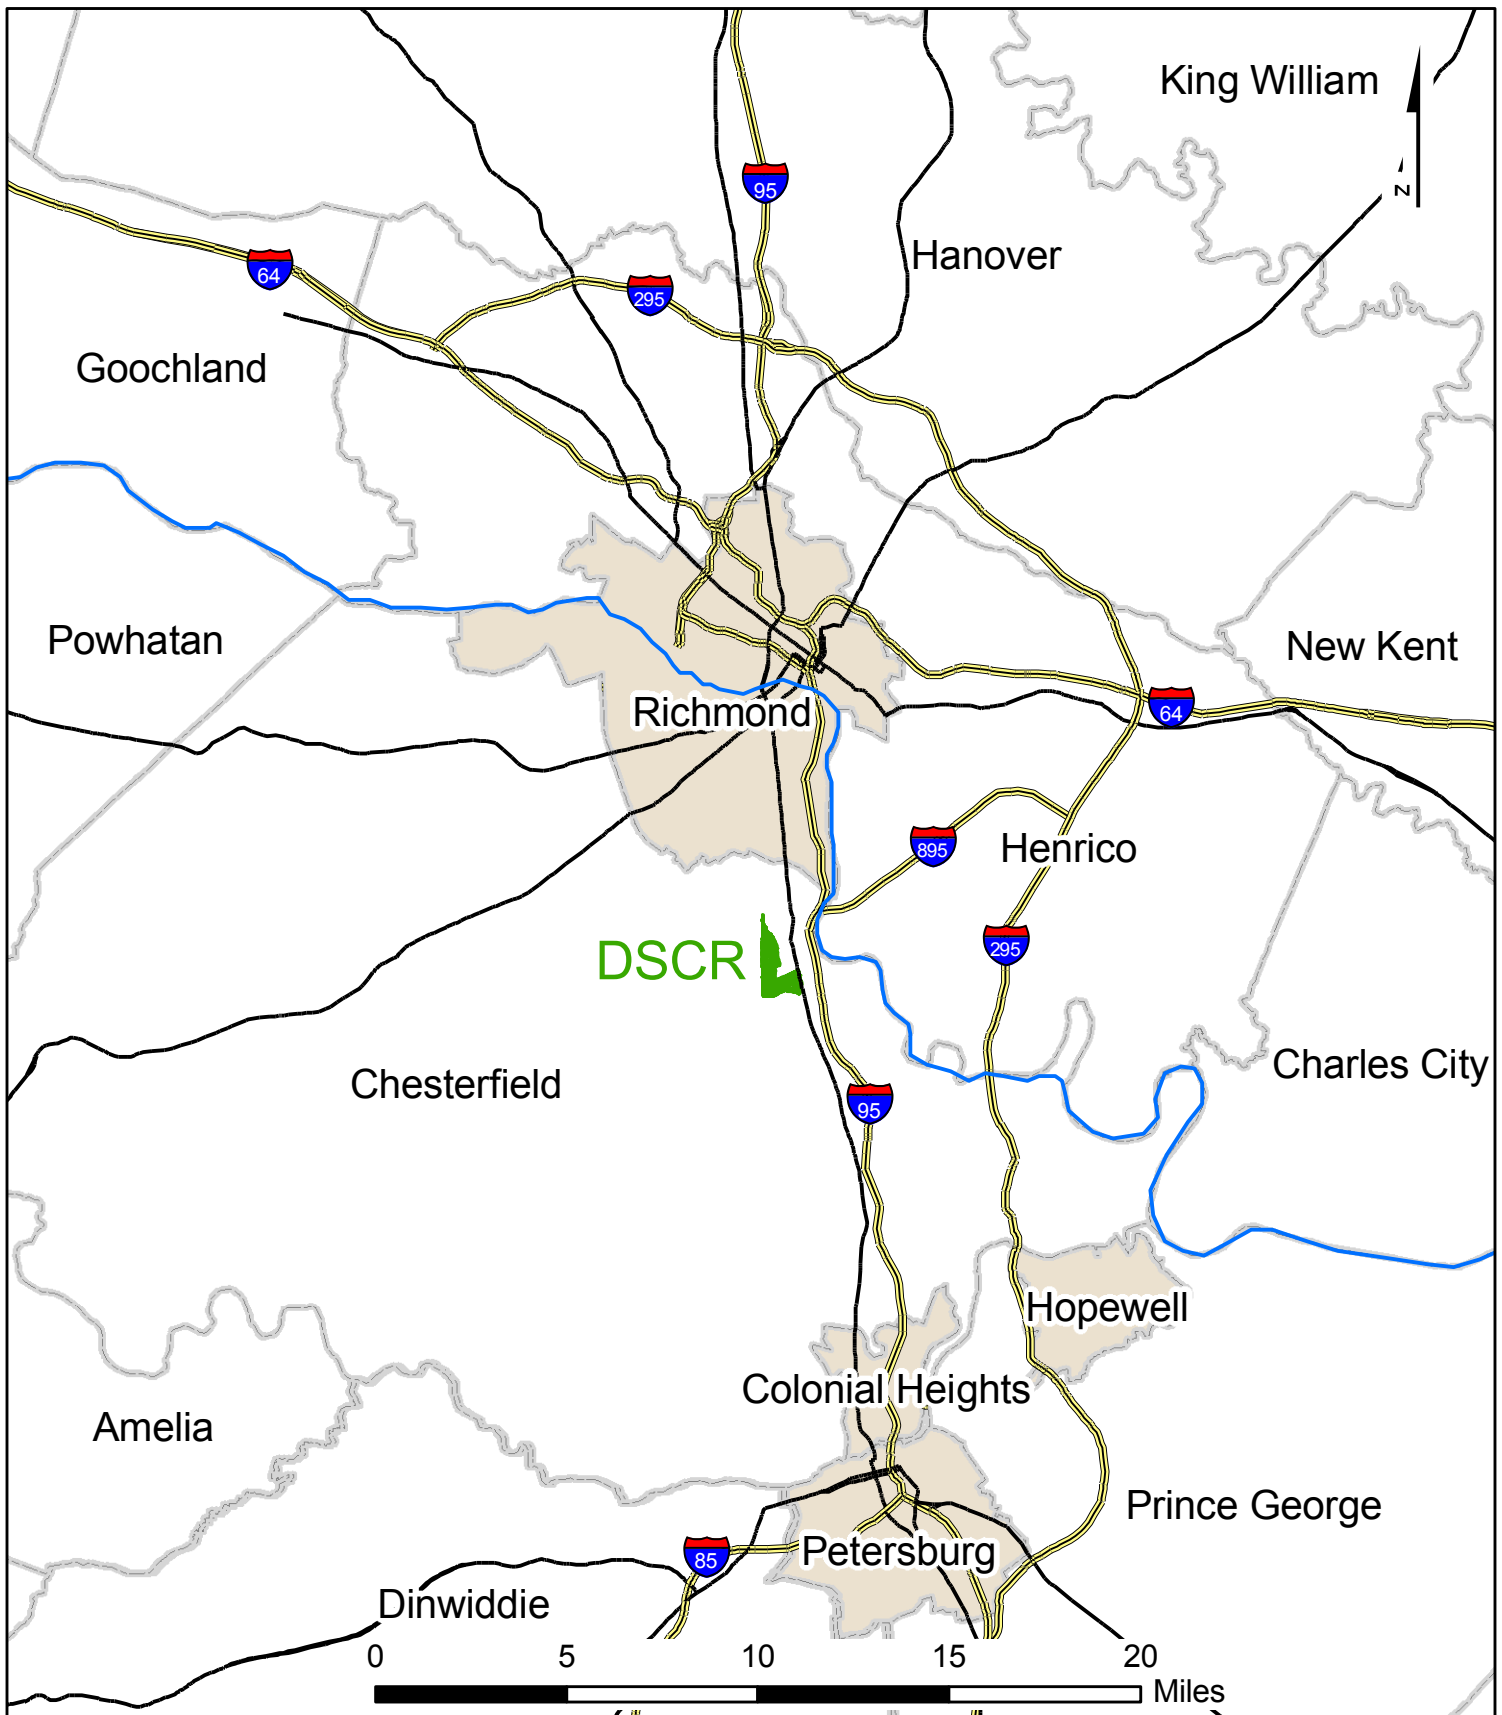 King William
N
95
Hanover
64
295
Goochland
Powhatan
New Kent
Richmond
64
895
Henrico
295
DSCR
Charles City
Chesterfield
95
Hopewell
Colonial Heights
Amelia
Prince George
85
Petersburg
Dinwiddie
0 5 10 15 20
Miles